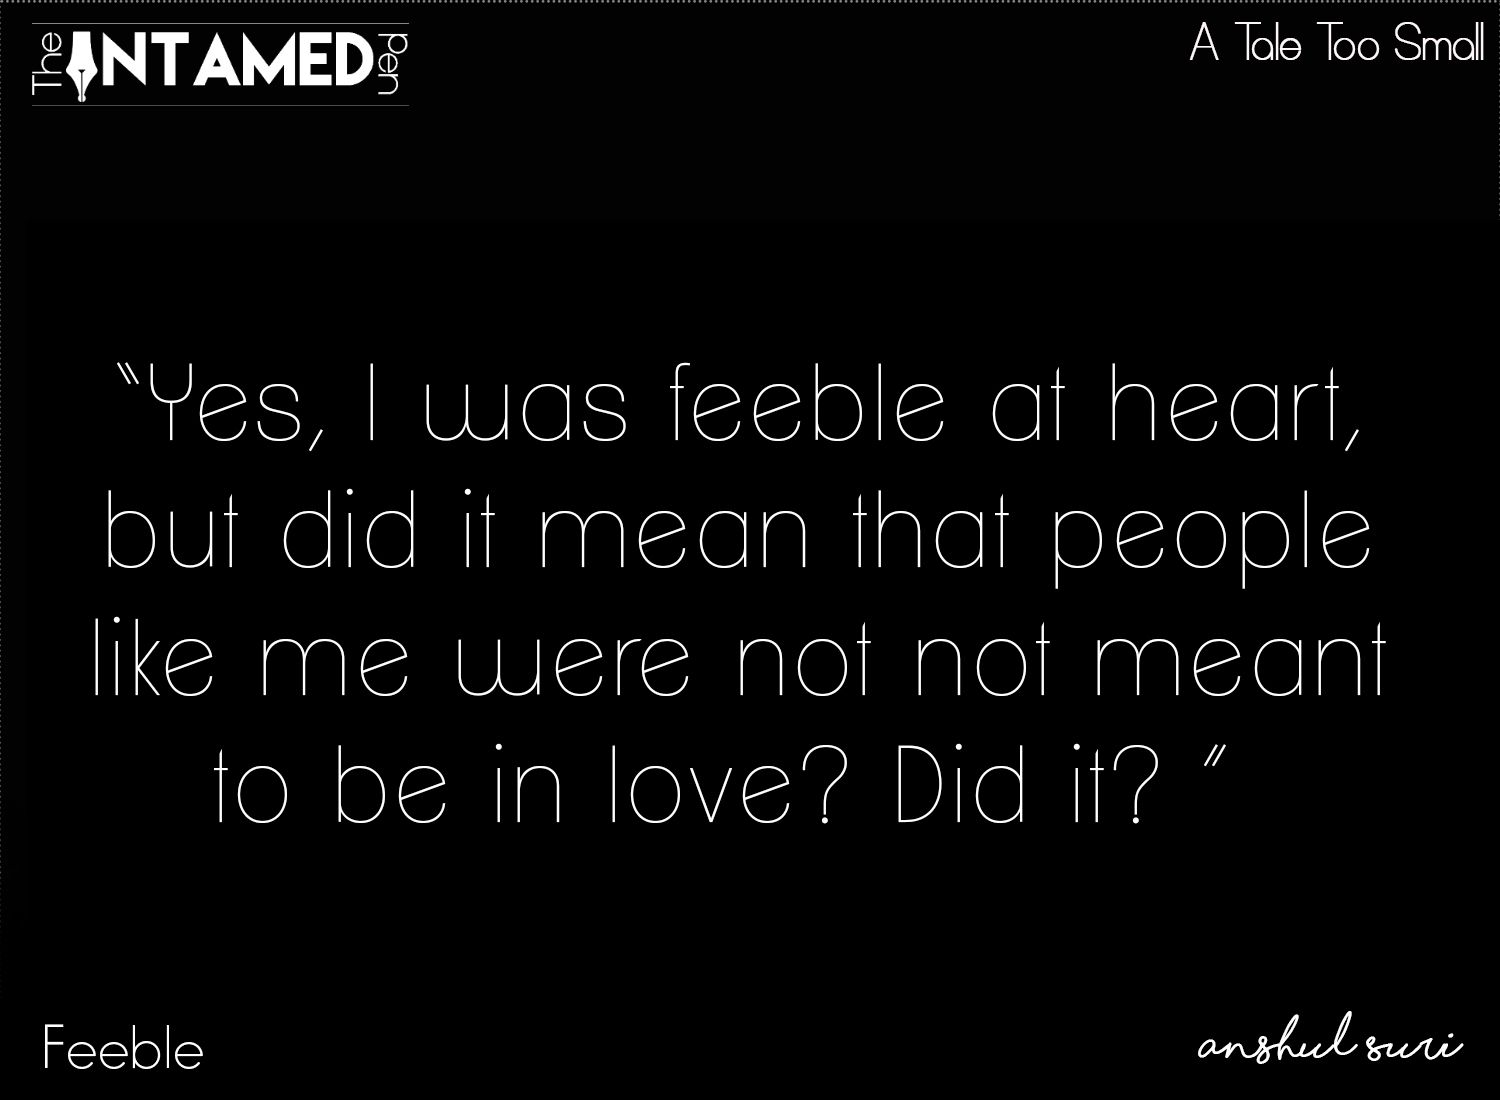 The UNTAMED pen
A Tale Too Small
“Yes, I was feeble at heart,
but did it mean that people
like me were not not meant
to be in love? Did it? ”
Feeble
anshul suri